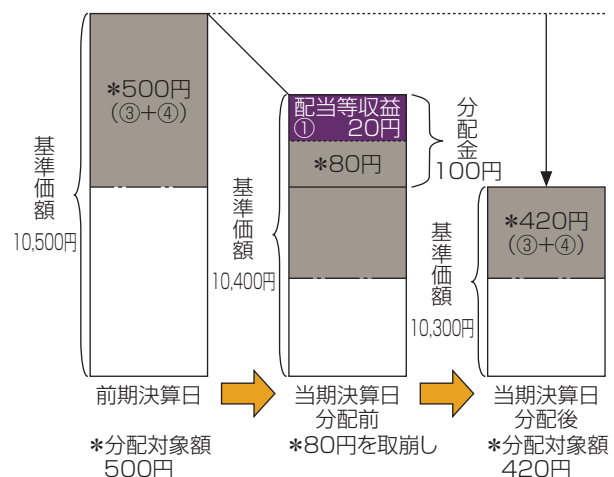 *500円
(③+④)
基準価額
10,500円
前期決算日
*分配対象額
500円
配当等収益
① 20円
*80円
分配金
100円
基準価額
10,400円
当期決算日
分配前
*80円を取崩し
*420円
(③+④)
基準価額
10,300円
当期決算日
分配後
*分配対象額
420円